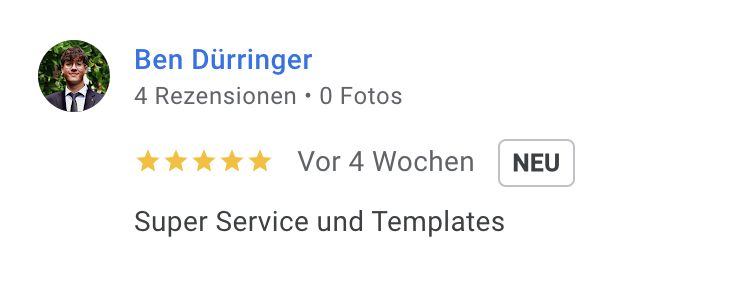 Ben Dürringer
4 Rezensionen • 0 Fotos
Vor 4 Wochen NEU
Super Service und Templates